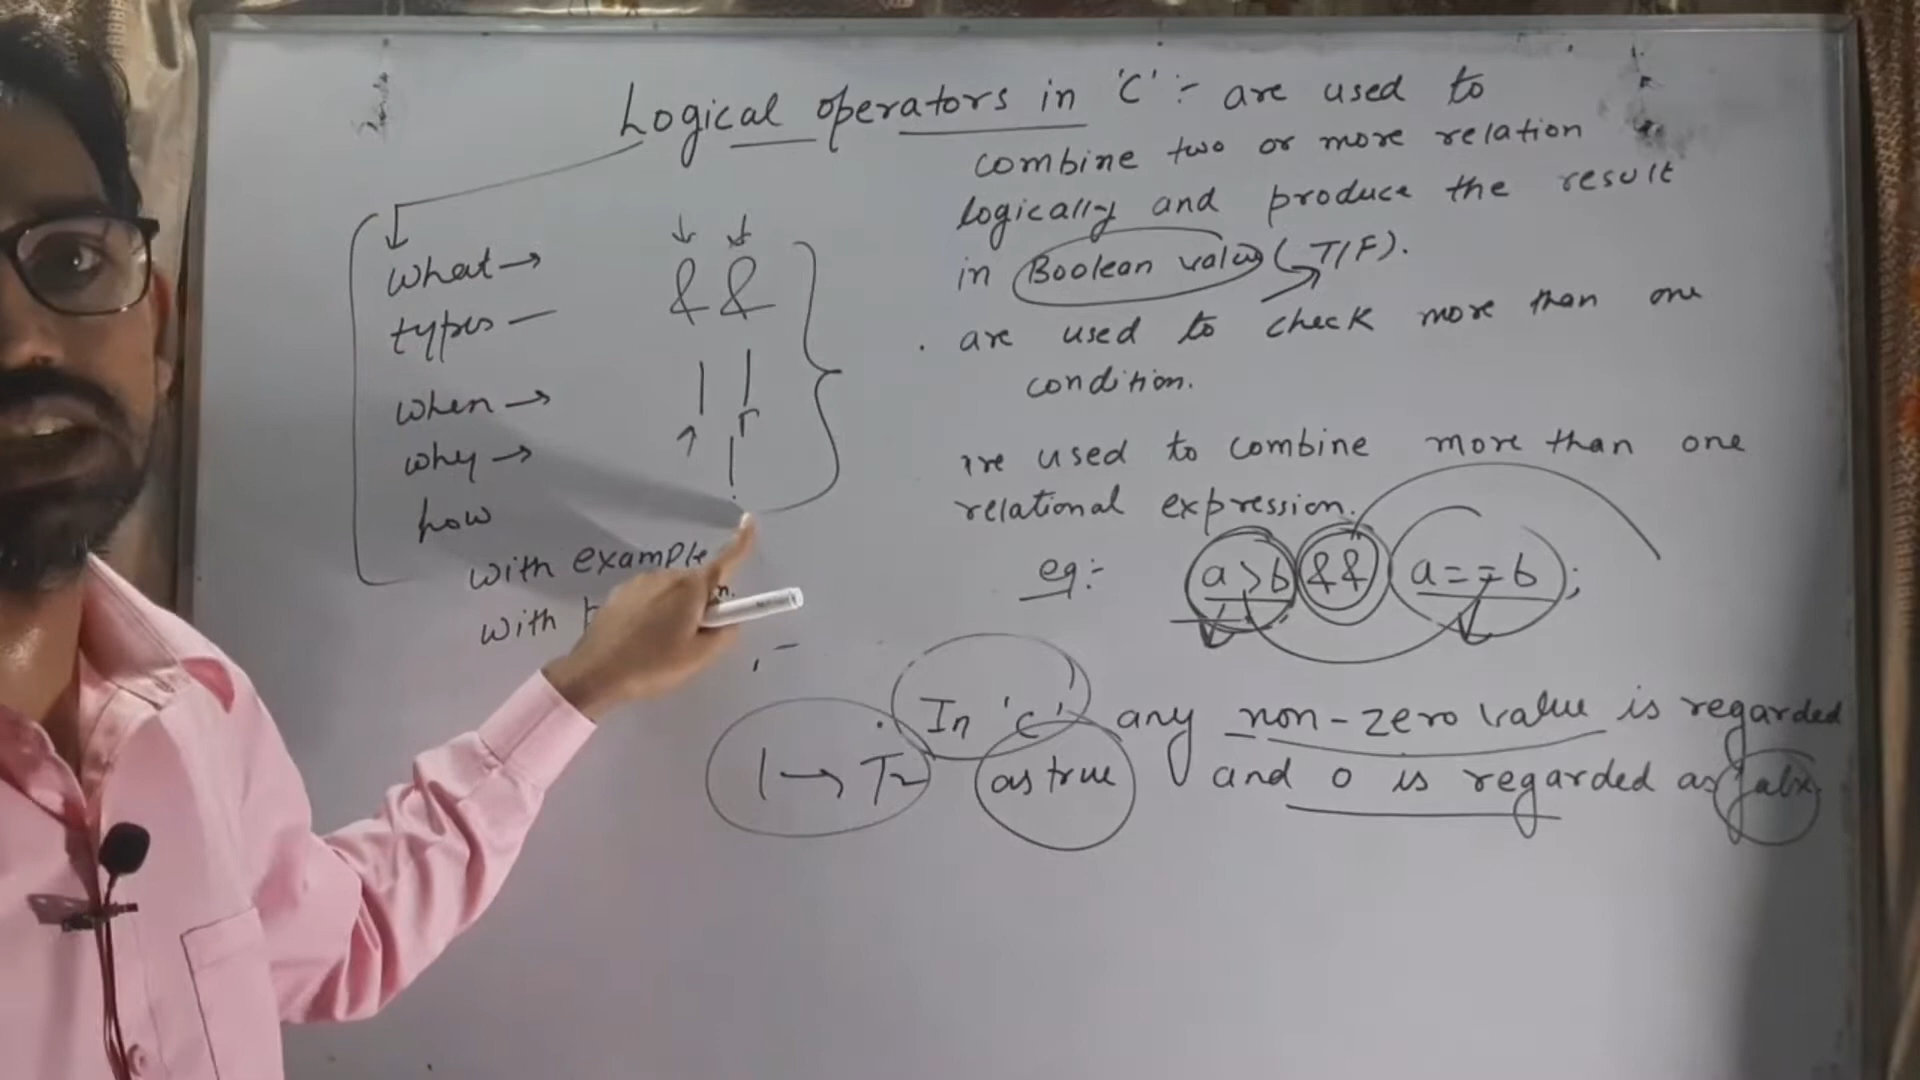 Logical operators in 'C' :- are used to
combine two or more relation
logically and produce the result
in Boolean value (T/F).
. are used to check more than one
condition.
are used to combine more than one
relational expression.
eg:- a>b && a==b;
. In 'c' any non-zero value is regarded
as true and 0 is regarded as
1 → Tr
what →
types —
when →
why →
how
with example
with
&&
||
!